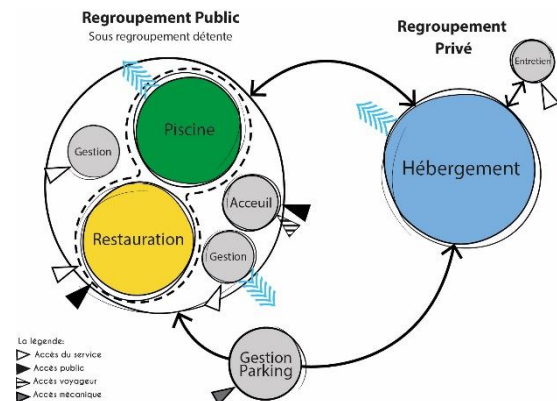 Regroupement Public
Sous regroupement détente
Regroupement
Privé
Entretien
Piscine
Gestion
Hébergement
Acceuil
Restauration
Gestion
Gestion
Parking
La légende:
Accès du service
Accès public
Accès voyageur
Accès mécanique